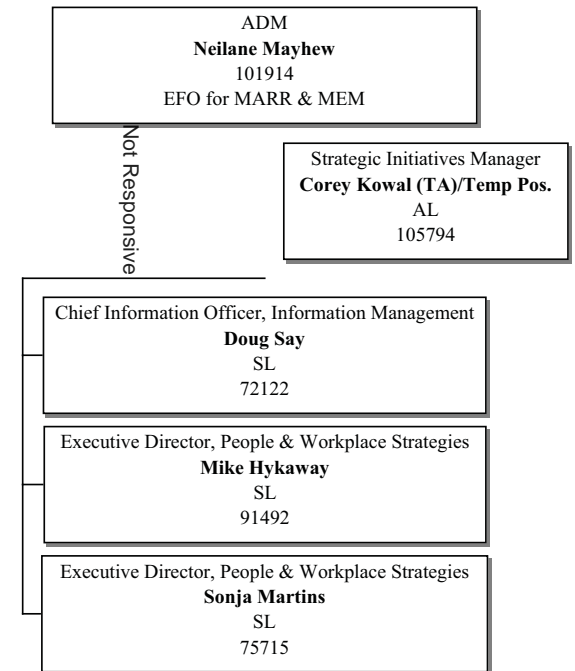 ADM
Neilane Mayhew
101914
EFO for MARR & MEM
Not Responsive
Strategic Initiatives Manager
Corey Kowal (TA)/Temp Pos.
AL
105794
Chief Information Officer, Information Management
Doug Say
SL
72122
Executive Director, People & Workplace Strategies
Mike Hykaway
SL
91492
Executive Director, People & Workplace Strategies
Sonja Martins
SL
75715